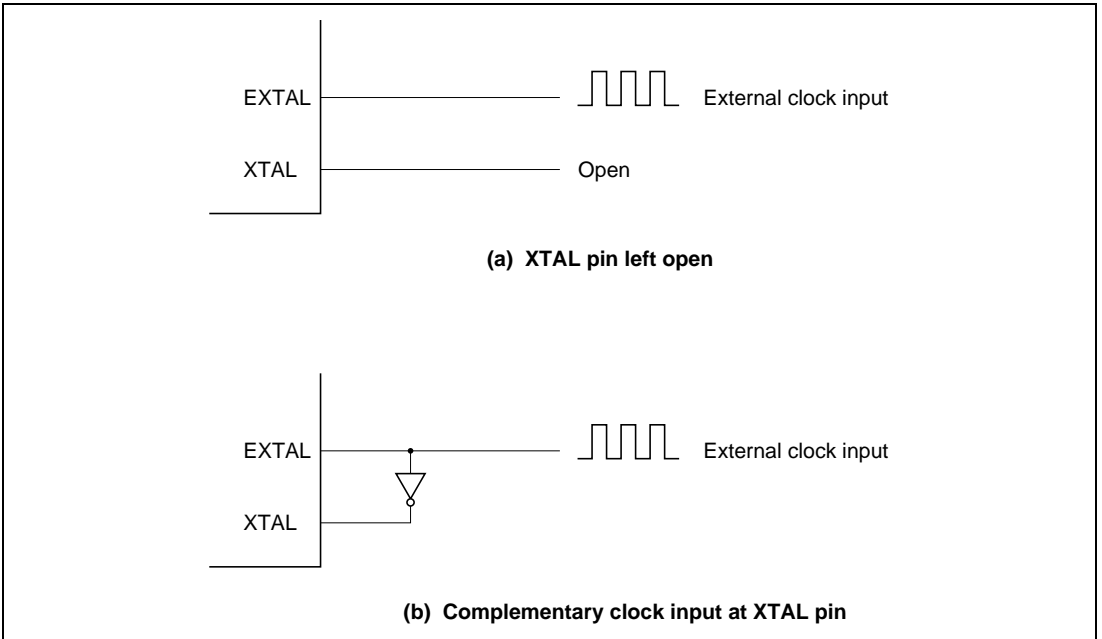 EXTAL
External clock input
XTAL
Open
(a) XTAL pin left open
EXTAL
External clock input
XTAL
(b) Complementary clock input at XTAL pin